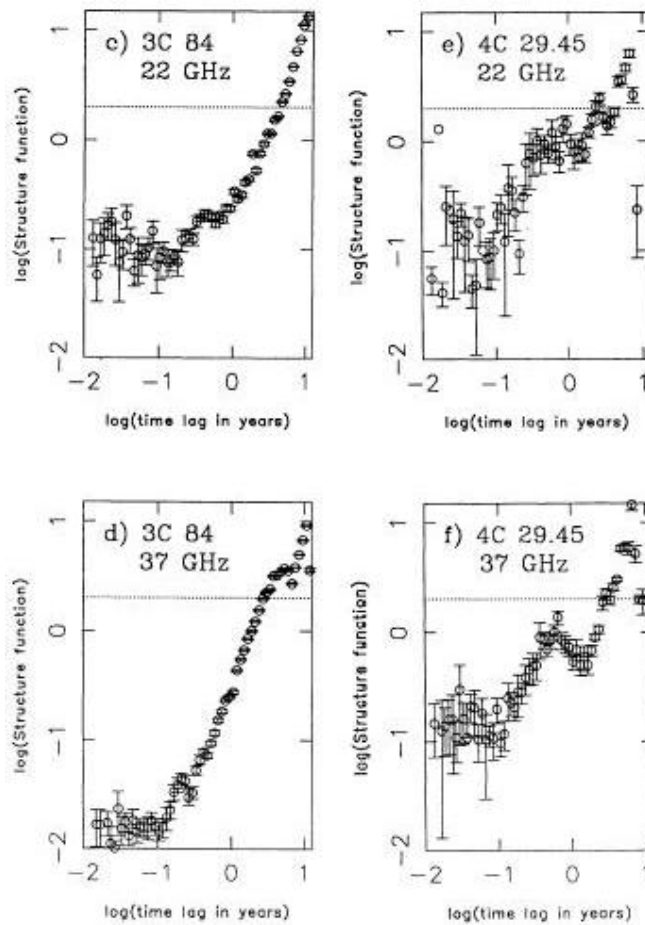 c) 3C 84
22 GHz
log(Structure function)
1
0
−1
−2
−2 −1 0 1
log(time lag in years)
e) 4C 29.45
22 GHz
log(Structure function)
1
0
−1
−2
−2 −1 0 1
log(time lag in years)
d) 3C 84
37 GHz
log(Structure function)
1
0
−1
−2
−2 −1 0 1
log(time lag in years)
f) 4C 29.45
37 GHz
log(Structure function)
1
0
−1
−2
−2 −1 0 1
log(time lag in years)